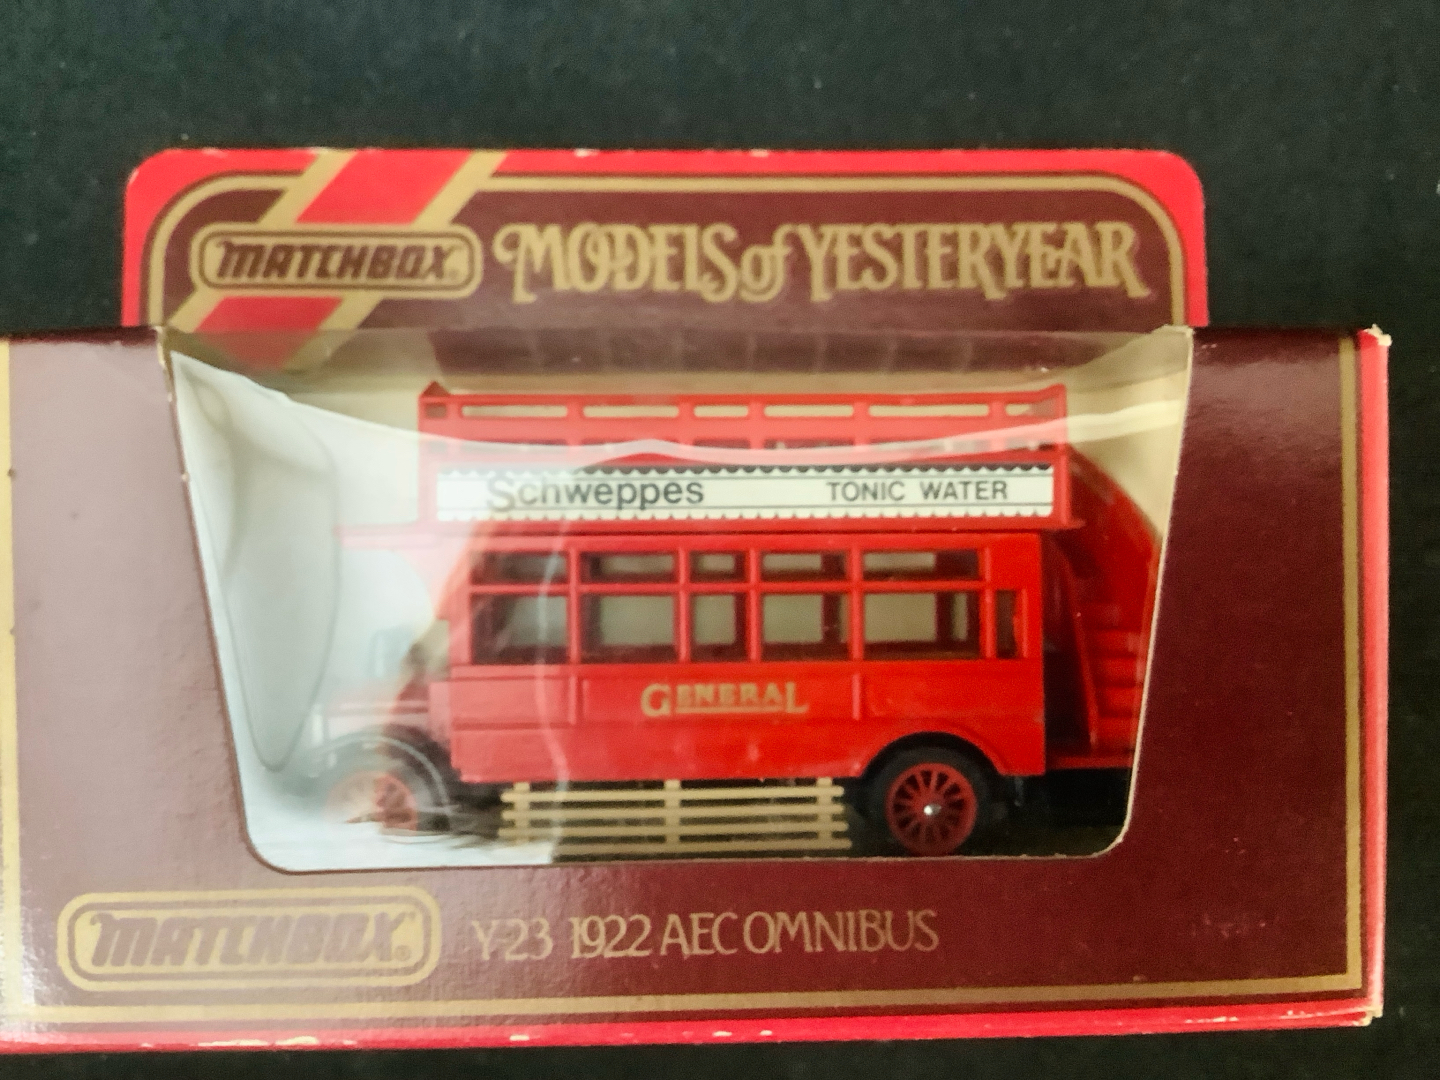 MATCHBOX® MODELS of YESTERYEAR
Schweppes TONIC WATER
GENERAL
MATCHBOX® Y-23 1922 AEC OMNIBUS